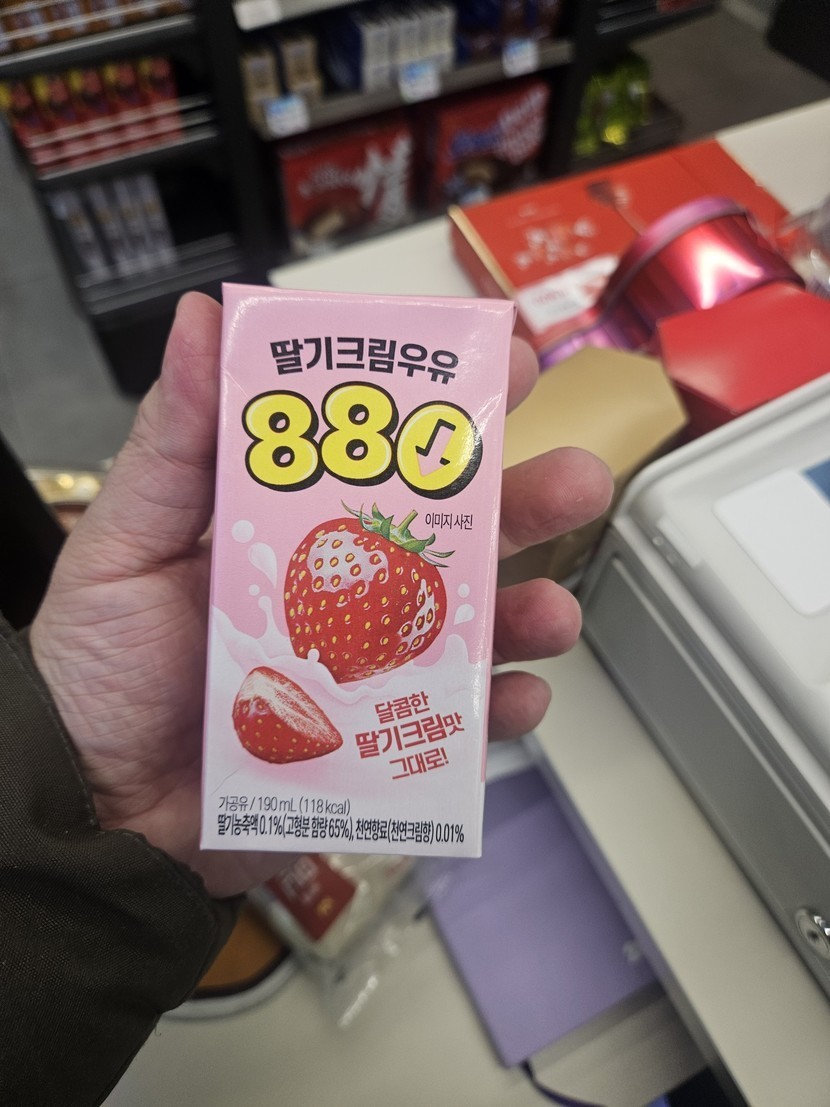 딸기크림우유
880
이미지 사진
달콤한
딸기크림맛
그대로!
가공유 / 190 mL (118 kcal)
딸기농축액 0.1% (고형분 함량 65%), 천연향료(천연크림향) 0.01%